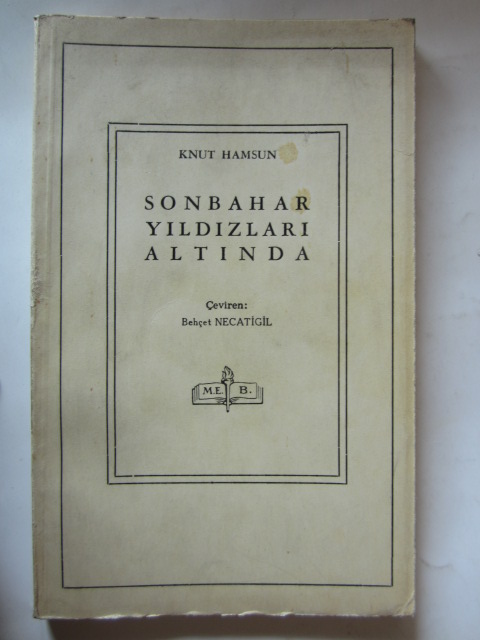 KNUT HAMSUN
SONBAHAR
YILDIZLARI
ALTINDA
Çeviren:
Behçet NECATİGİL
M.E. B.